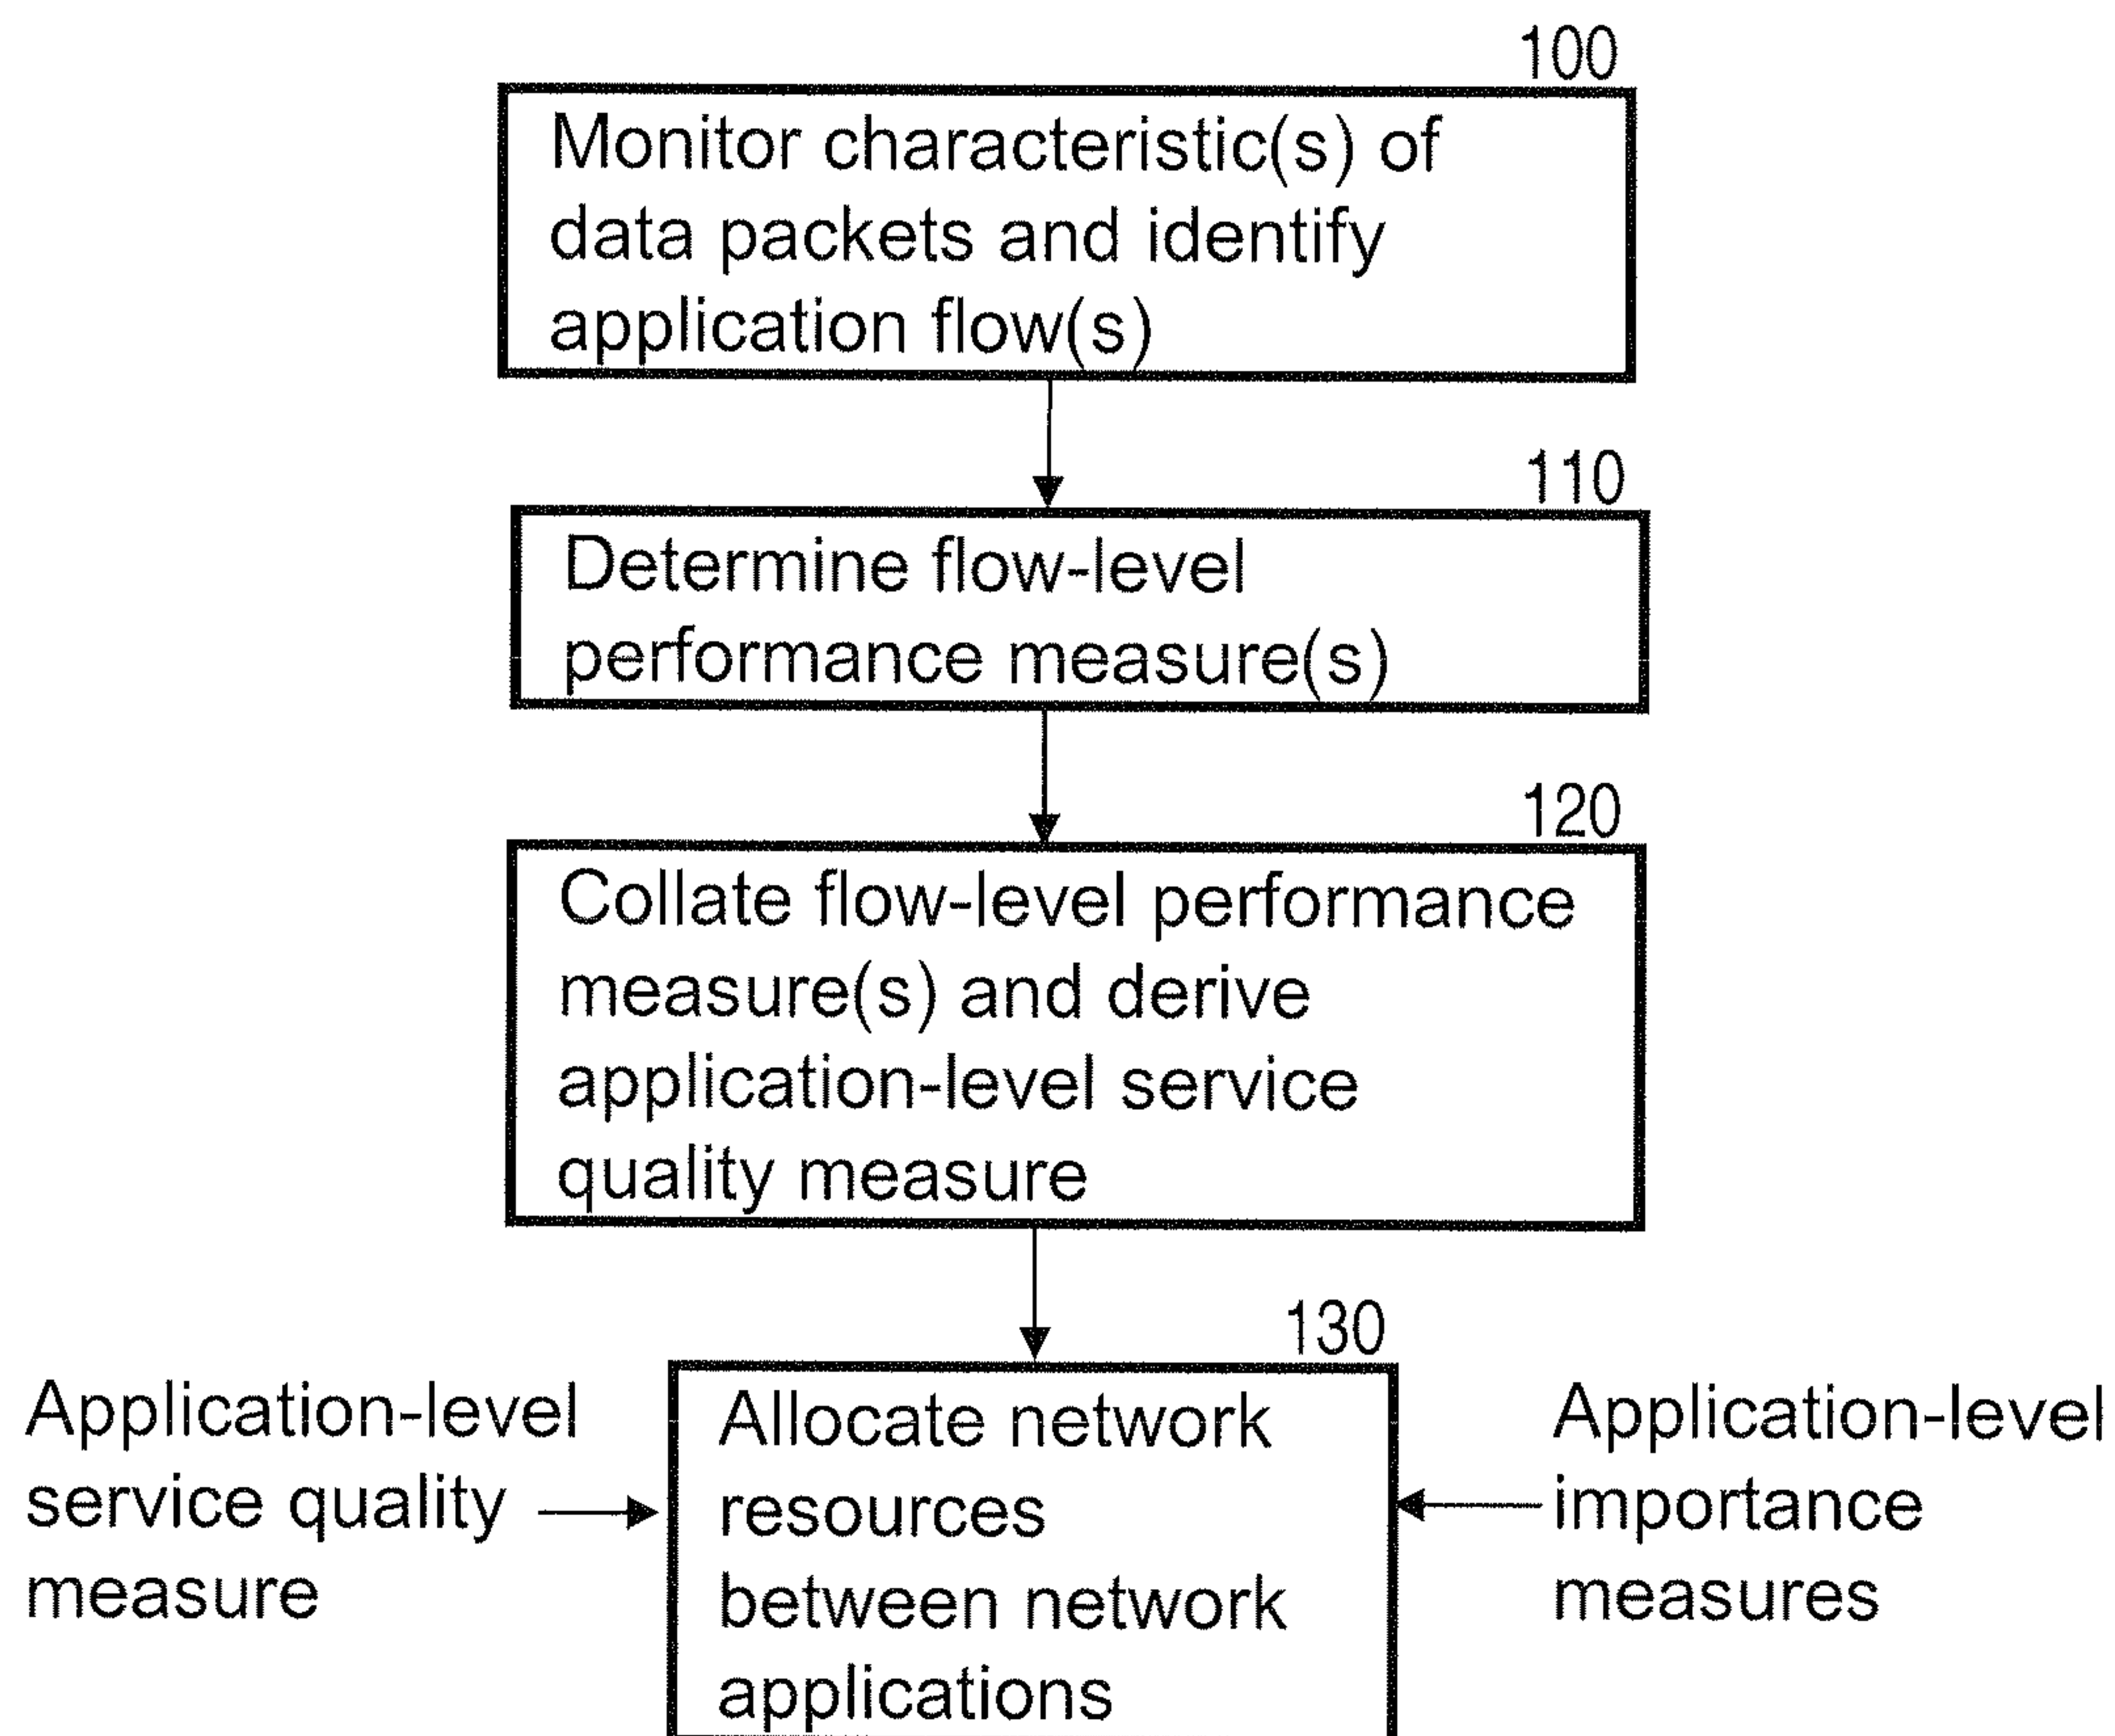 100
Monitor characteristic(s) of
data packets and identify
application flow(s)
110
Determine flow-level
performance measure(s)
120
Collate flow-level performance
measure(s) and derive
application-level service
quality measure
130
Application-level
service quality
measure
Allocate network
resources
between network
applications
Application-level
importance
measures